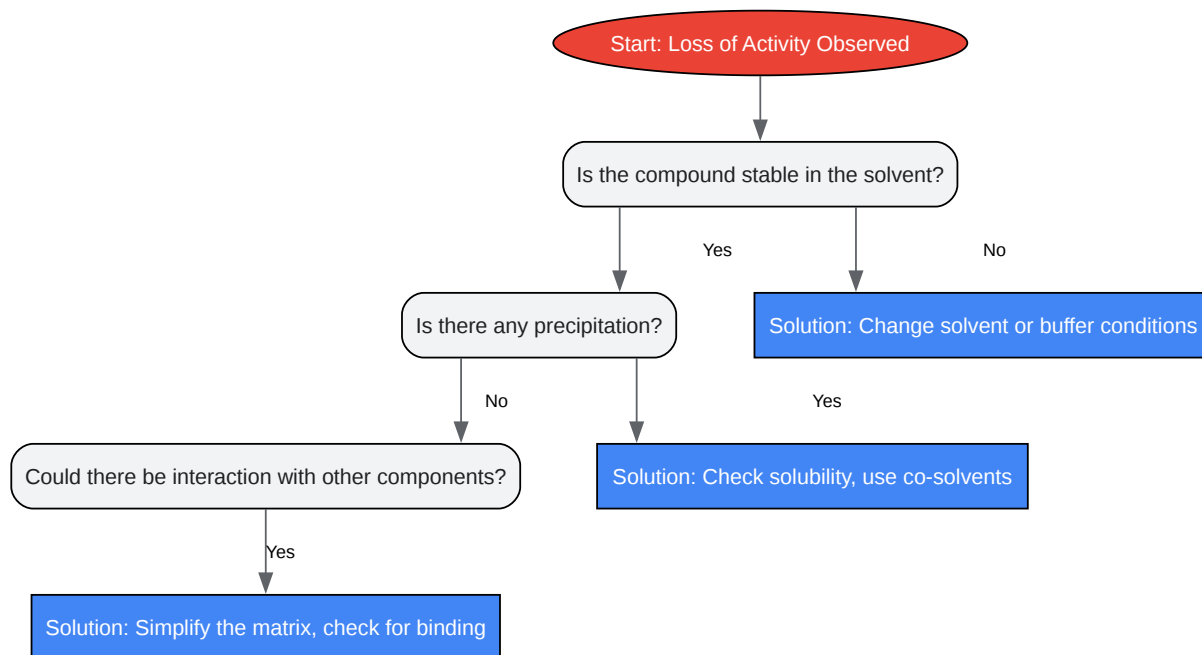 Start: Loss of Activity Observed
Is the compound stable in the solvent?
Yes
No
Is there any precipitation?
Solution: Change solvent or buffer conditions
No
Yes
Could there be interaction with other components?
Solution: Check solubility, use co-solvents
Yes
Solution: Simplify the matrix, check for binding